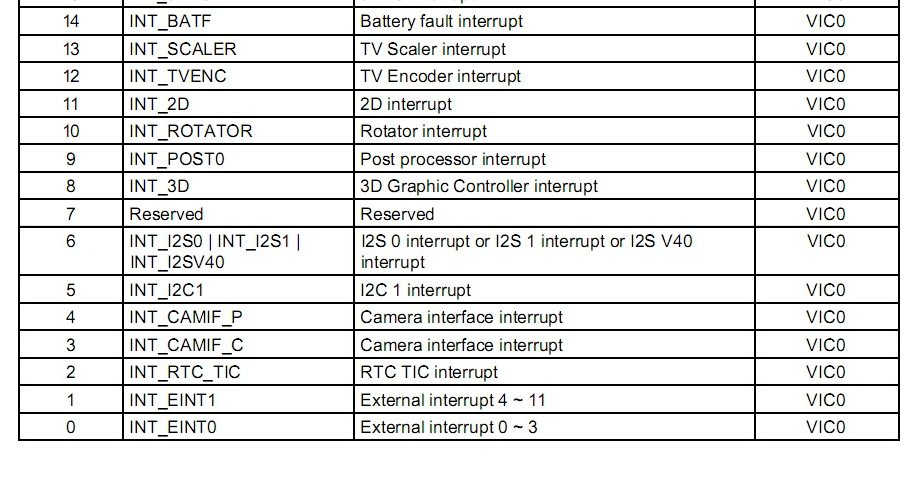 14 INT_BATF Battery fault interrupt VIC0
13 INT_SCALER TV Scaler interrupt VIC0
12 INT_TVENC TV Encoder interrupt VIC0
11 INT_2D 2D interrupt VIC0
10 INT_ROTATOR Rotator interrupt VIC0
9 INT_POST0 Post processor interrupt VIC0
8 INT_3D 3D Graphic Controller interrupt VIC0
7 Reserved Reserved VIC0
6 INT_I2S0 | INT_I2S1 | I2S 0 interrupt or I2S 1 interrupt or I2S V40 VIC0
INT_I2SV40 interrupt
5 INT_I2C1 I2C 1 interrupt VIC0
4 INT_CAMIF_P Camera interface interrupt VIC0
3 INT_CAMIF_C Camera interface interrupt VIC0
2 INT_RTC_TIC RTC TIC interrupt VIC0
1 INT_EINT1 External interrupt 4 ~ 11 VIC0
0 INT_EINT0 External interrupt 0 ~ 3 VIC0